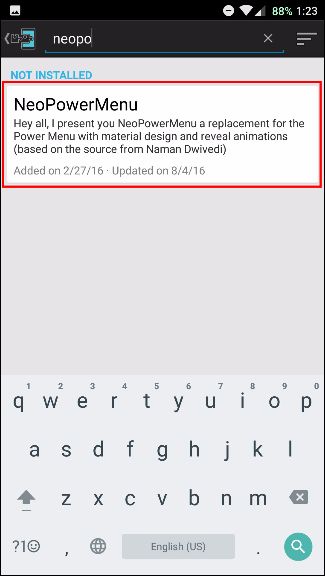 88% 1:23
neopo
NOT INSTALLED
NeoPowerMenu
Hey all, I present you NeoPowerMenu a replacement for the
Power Menu with material design and reveal animations
(based on the source from Naman Dwivedi)
Added on 2/27/16 · Updated on 8/4/16
1 2 3 4 5 6 7 8 9 0
q w e r t y u i o p
a s d f g h j k l
z x c v b n m
?1☺ , English (US) .